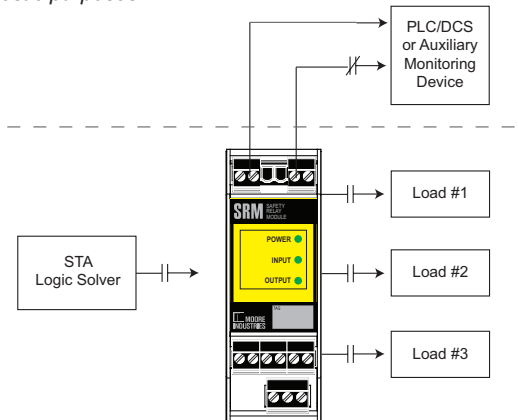 PLC/DCS
or Auxiliary
Monitoring
Device
SRM SAFETY
RELAY
MODULE
Load #1
POWER
INPUT
OUTPUT
STA
Logic Solver
Load #2
TAG
MOORE
INDUSTRIES
Load #3